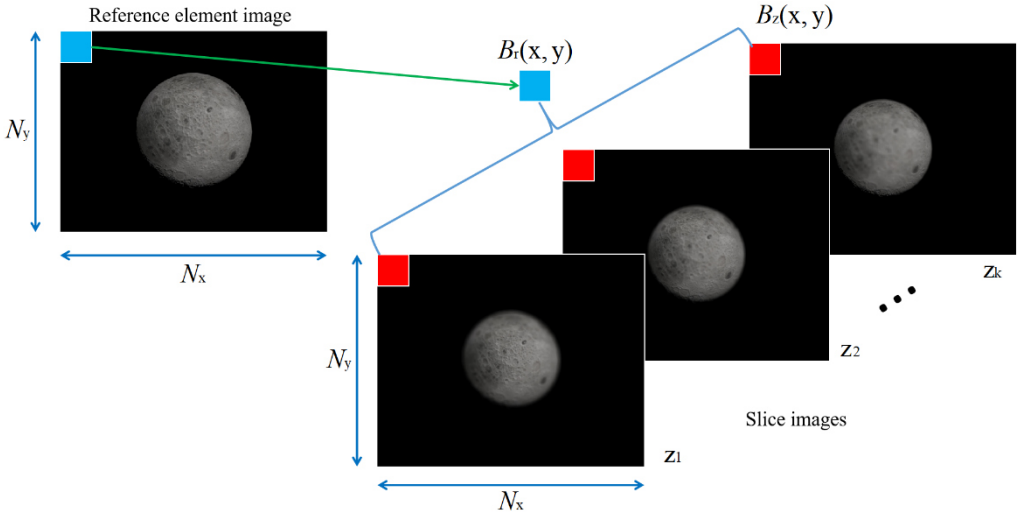 Reference element image
Bz(x, y)
Br(x, y)
Ny
Nx
zk
Ny
z2
Slice images
z1
Nx